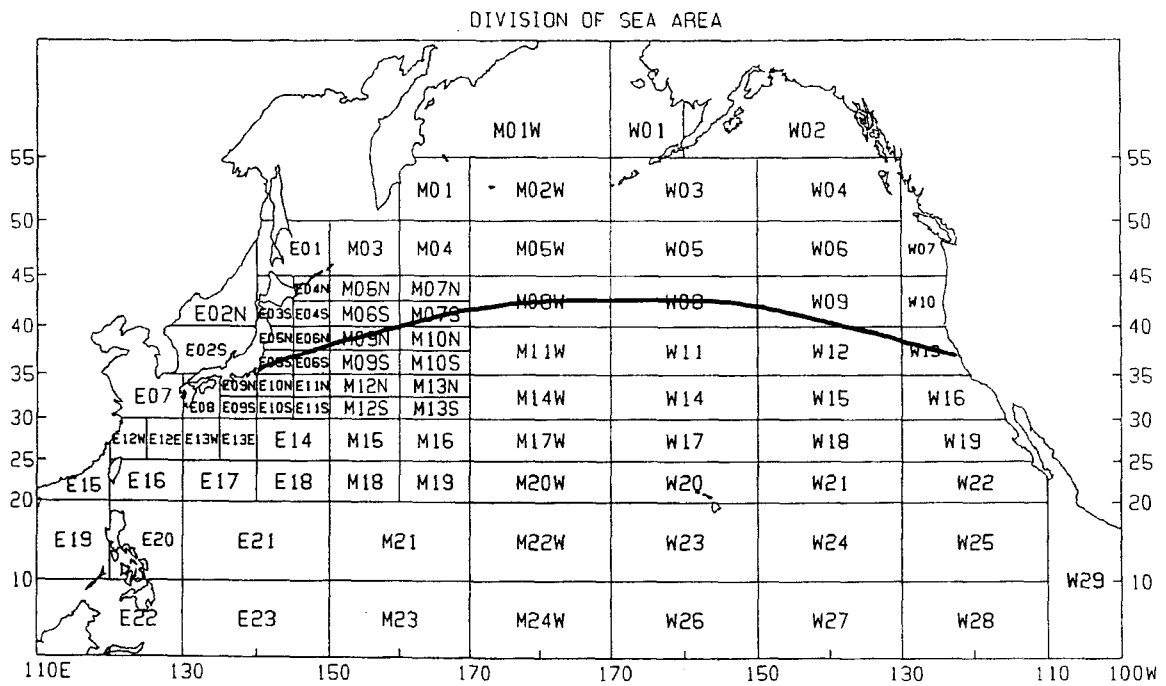 DIVISION OF SEA AREA
M01W W01 W02
55 55
M01 M02W W03 W04
50 50
E01 M03 M04 M05W W05 W06 W07
45 45
E04N M06N M07N
E02N E03S E04S M06S M07S M08W W08 W09 W10
40 40
E02S E05N E06N M09N M10N M11W W11 W12 W13
E05S E06S M09S M10S
35 35
E07 E09N E10N E11N M12N M13N M14W W14 W15 W16
E08 E09S E10S E11S M12S M13S
30 30
E12W E12E E13W E13E E14 M15 M16 M17W W17 W18 W19
25 25
E15 E16 E17 E18 M18 M19 M20W W20 W21 W22
20 20
E19 E20 E21 M21 M22W W23 W24 W25
10 W29 10
E22 E23 M23 M24W W26 W27 W28
110E 130 150 170 170 150 130 110 100W